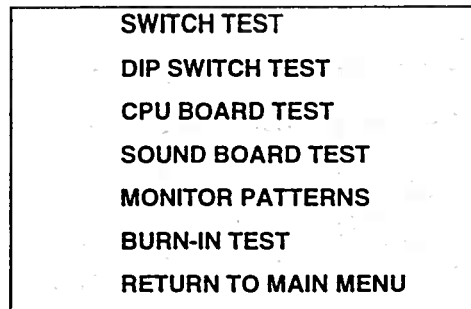 SWITCH TEST
DIP SWITCH TEST
CPU BOARD TEST
SOUND BOARD TEST
MONITOR PATTERNS
BURN-IN TEST
RETURN TO MAIN MENU